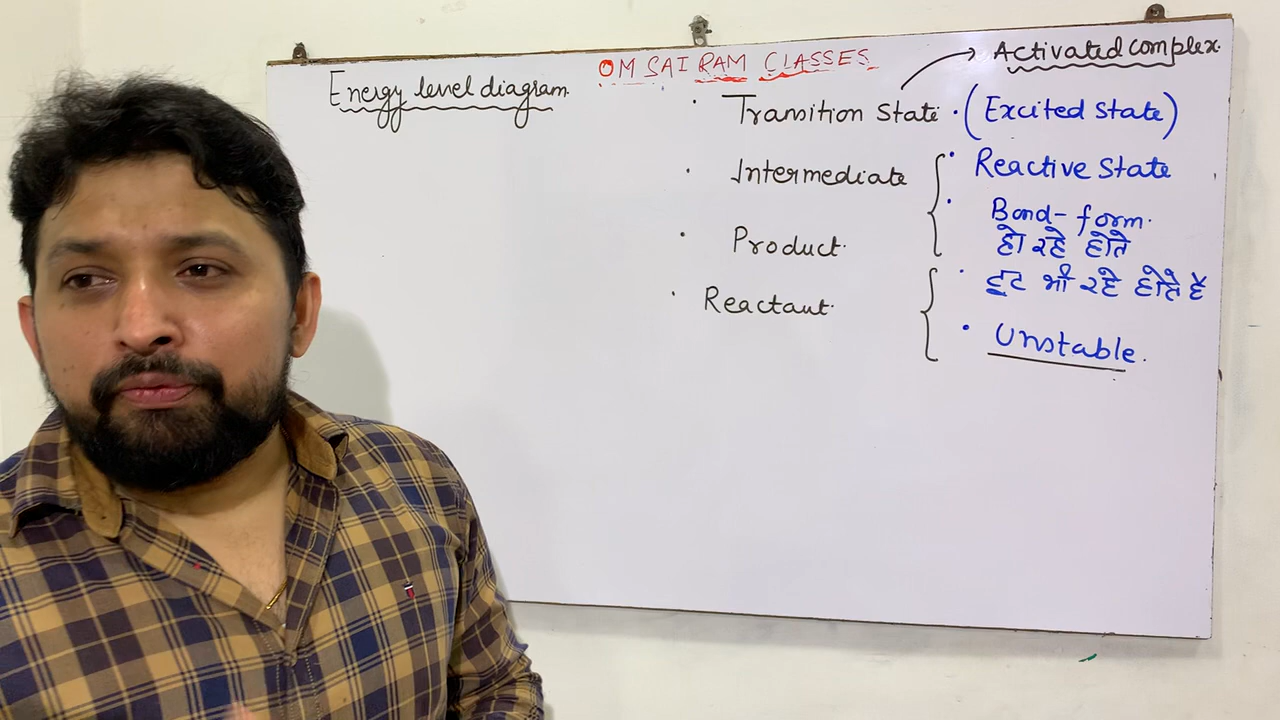 OM SAI RAM CLASSES
Energy level diagram
Activated complex.
Transition State . (Excited State)
Intermediate
Product.
Reactant.
Reactive State
Bond-form.
हो रहे होते
टूट भी रहे होते हैं
Unstable.